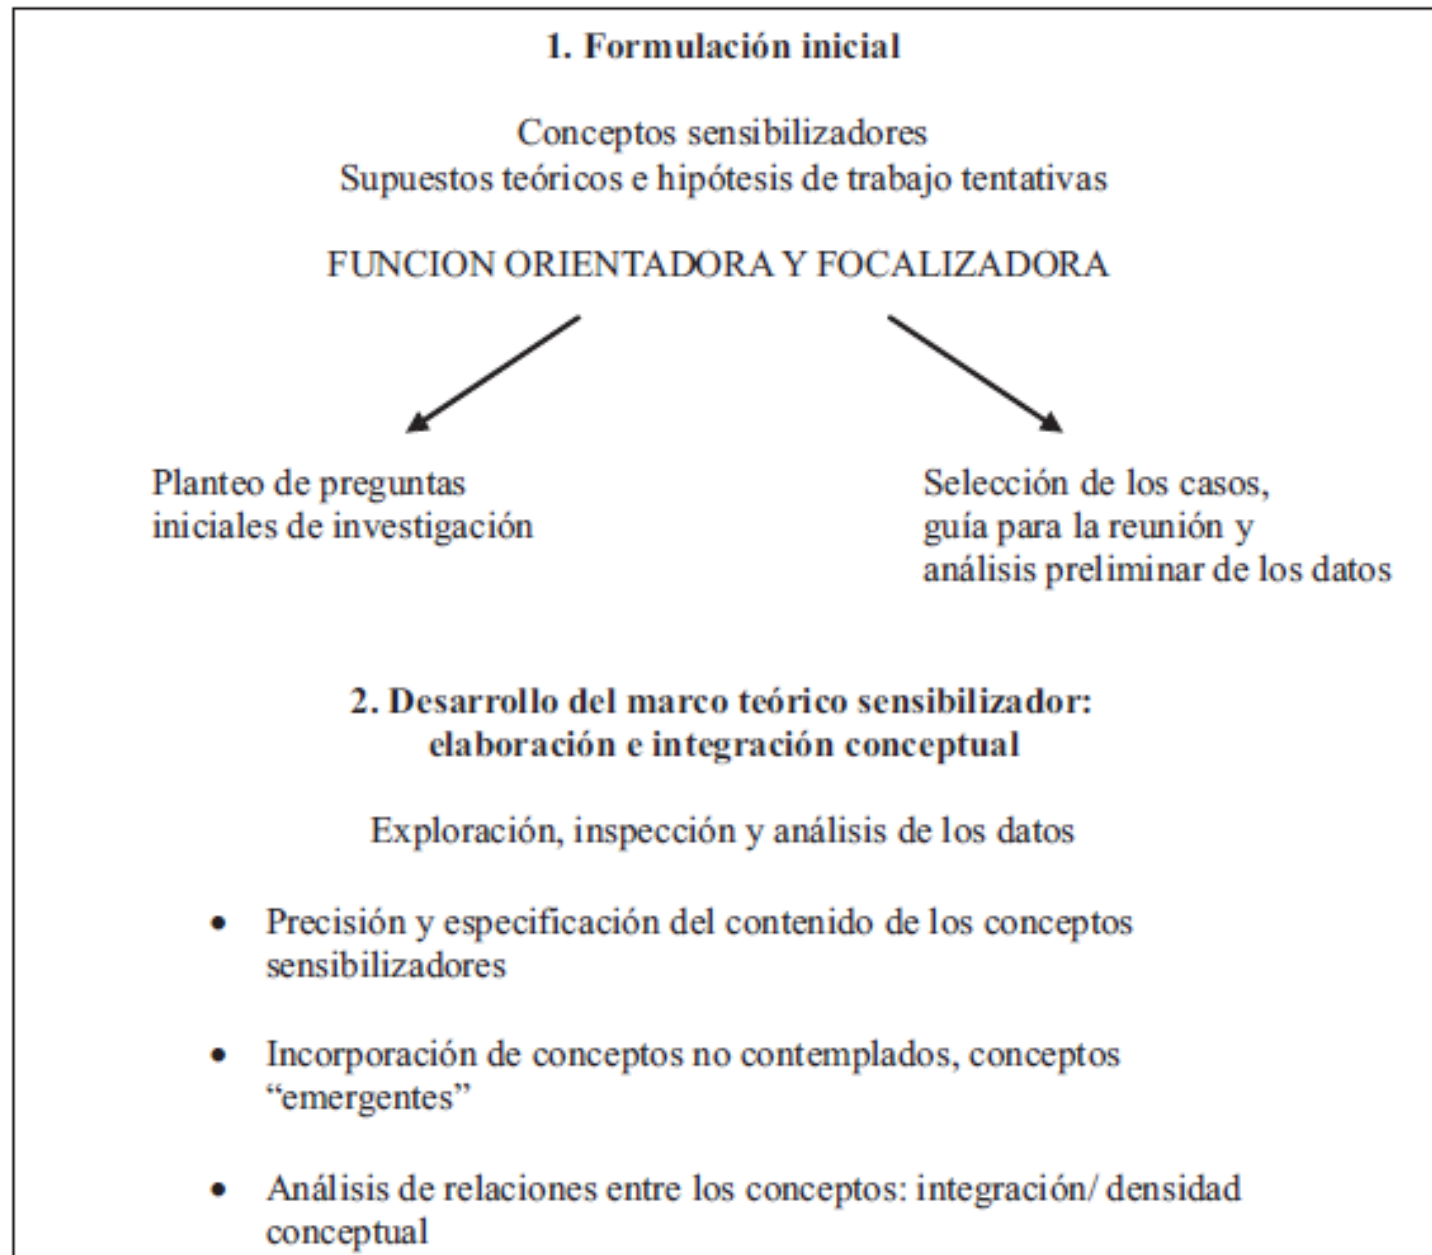 1. Formulación inicial
Conceptos sensibilizadores
Supuestos teóricos e hipótesis de trabajo tentativas
FUNCION ORIENTADORA Y FOCALIZADORA
Planteo de preguntas
iniciales de investigación
Selección de los casos,
guía para la reunión y
análisis preliminar de los datos
2. Desarrollo del marco teórico sensibilizador:
elaboración e integración conceptual
Exploración, inspección y análisis de los datos
• Precisión y especificación del contenido de los conceptos
sensibilizadores
• Incorporación de conceptos no contemplados, conceptos
“emergentes”
• Análisis de relaciones entre los conceptos: integración/ densidad
conceptual